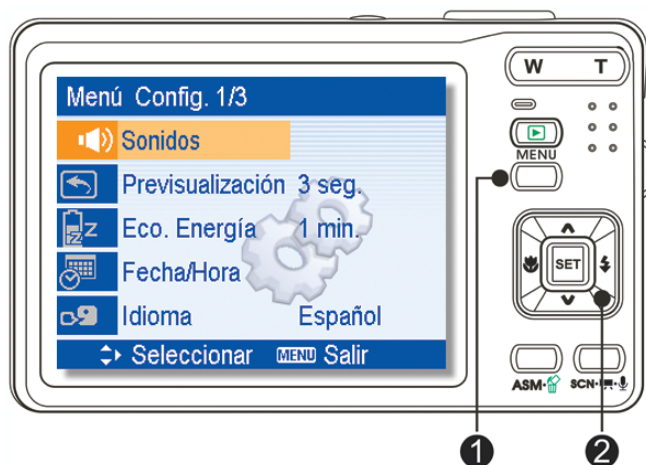 Menú Config. 1/3
Sonidos
Previsualización 3 seg.
Eco. Energía 1 min.
Fecha/Hora
Idioma Español
Seleccionar MENU Salir
W T
MENU
SET
ASM SCN
1 2